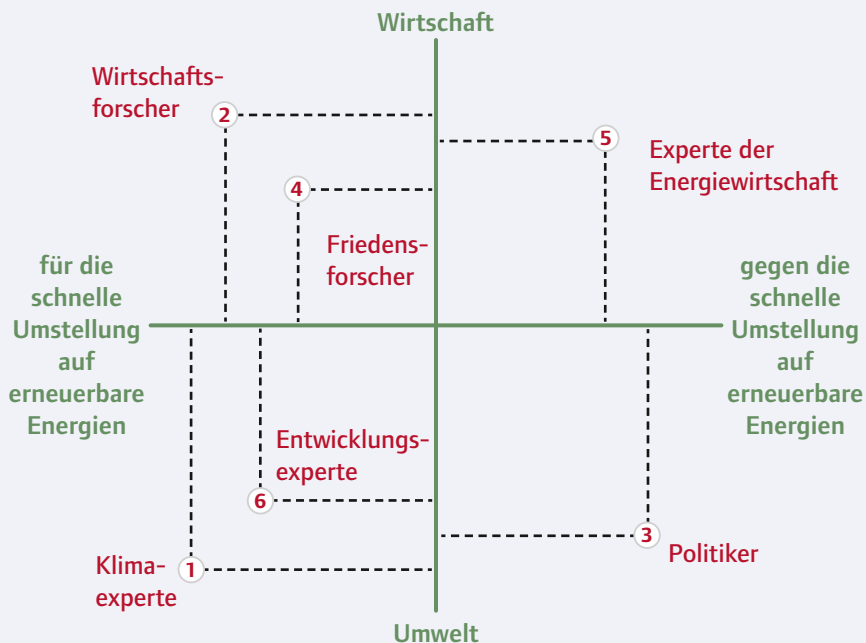 Wirtschaft
Wirtschafts-
forscher
2
5
Experte der
Energiewirtschaft
4
Friedens-
forscher
für die
schnelle
Umstellung
auf
erneuerbare
Energien
gegen die
schnelle
Umstellung
auf
erneuerbare
Energien
Entwicklungs-
experte
6
3
Politiker
Klima-
experte
1
Umwelt